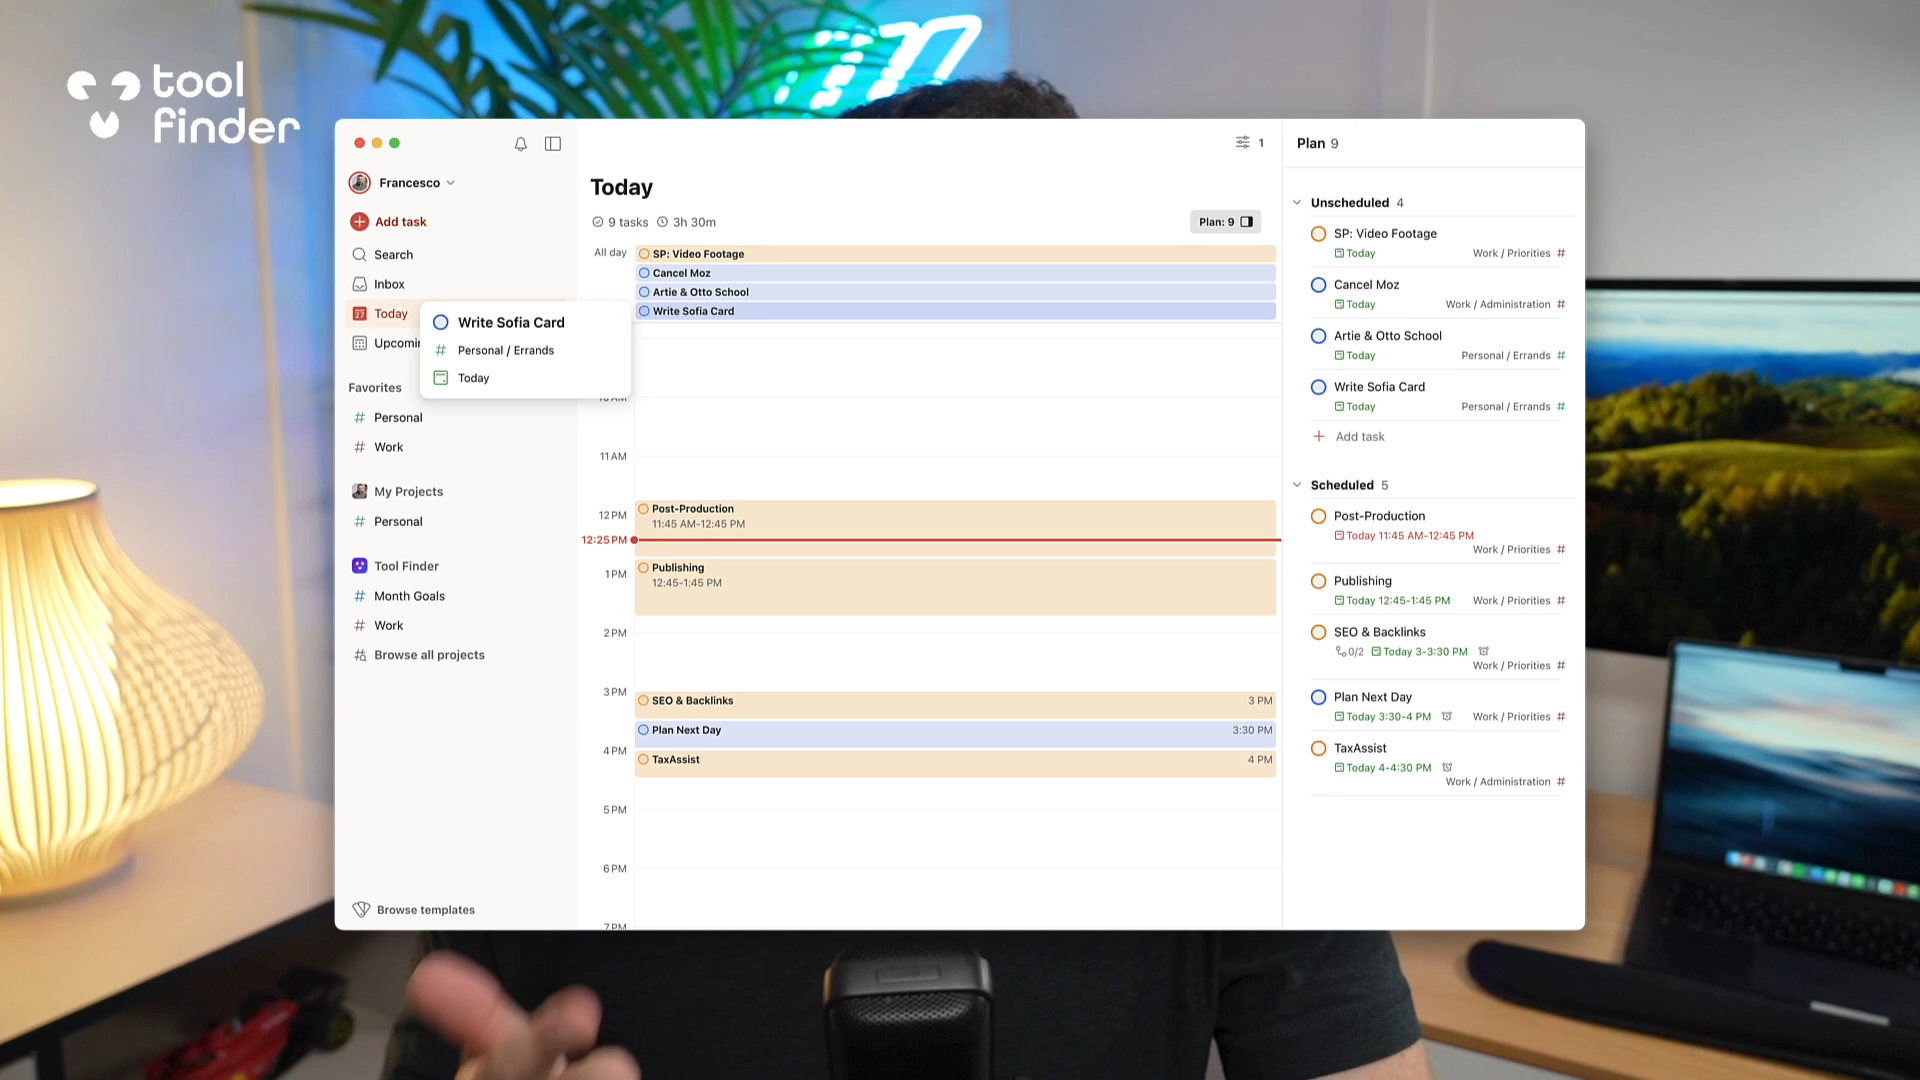 tool
finder
Francesco
Add task
Search
Inbox
27 Today
Upcomin
Favorites
# Personal
# Work
My Projects
# Personal
Tool Finder
# Month Goals
# Work
Browse all projects
Browse templates
Write Sofia Card
# Personal / Errands
Today
1
Today
9 tasks 3h 30m
Plan: 9
All day
SP: Video Footage
Cancel Moz
Artie & Otto School
Write Sofia Card
11 AM
12 PM
Post-Production
11:45 AM-12:45 PM
12:25 PM
1 PM
Publishing
12:45-1:45 PM
2 PM
3 PM
SEO & Backlinks 3 PM
Plan Next Day 3:30 PM
4 PM
TaxAssist 4 PM
5 PM
6 PM
7 PM
Plan 9
Unscheduled 4
SP: Video Footage
Today Work / Priorities #
Cancel Moz
Today Work / Administration #
Artie & Otto School
Today Personal / Errands #
Write Sofia Card
Today Personal / Errands #
+ Add task
Scheduled 5
Post-Production
Today 11:45 AM-12:45 PM
Work / Priorities #
Publishing
Today 12:45-1:45 PM Work / Priorities #
SEO & Backlinks
0/2 Today 3-3:30 PM
Work / Priorities #
Plan Next Day
Today 3:30-4 PM Work / Priorities #
TaxAssist
Today 4-4:30 PM
Work / Administration #